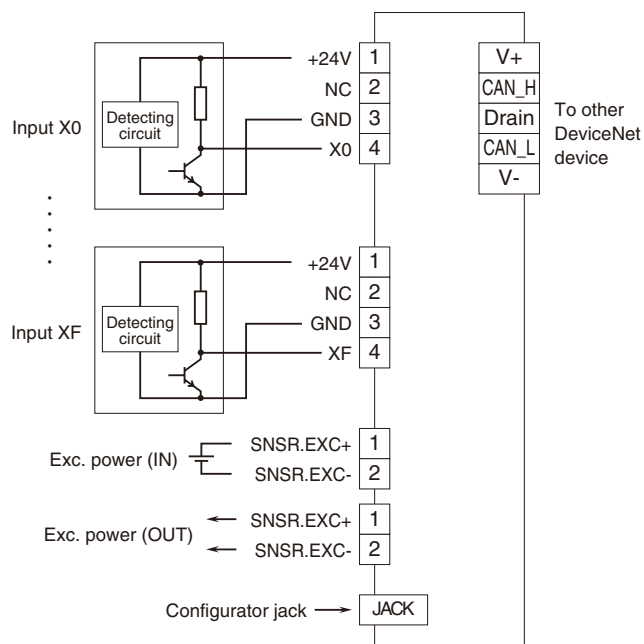 Input X0
Detecting
circuit
+24V 1
NC 2
GND 3
X0 4
V+
CAN_H
Drain
CAN_L
V-
To other
DeviceNet
device
Input XF
Detecting
circuit
+24V 1
NC 2
GND 3
XF 4
Exc. power (IN)
SNSR.EXC+ 1
SNSR.EXC- 2
Exc. power (OUT)
SNSR.EXC+ 1
SNSR.EXC- 2
Configurator jack
JACK